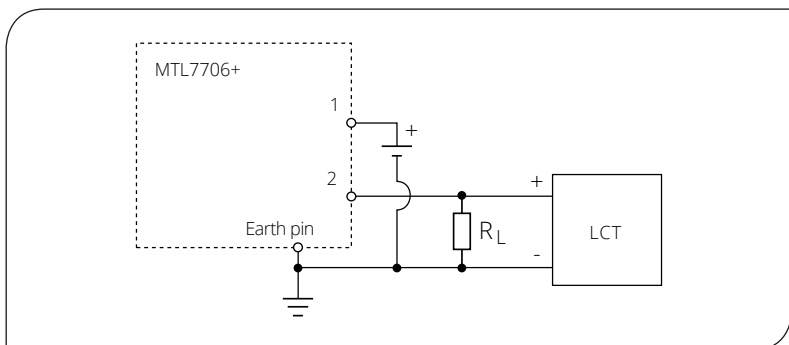 MTL7706+
1
+
2
+
Earth pin
RL
LCT
-